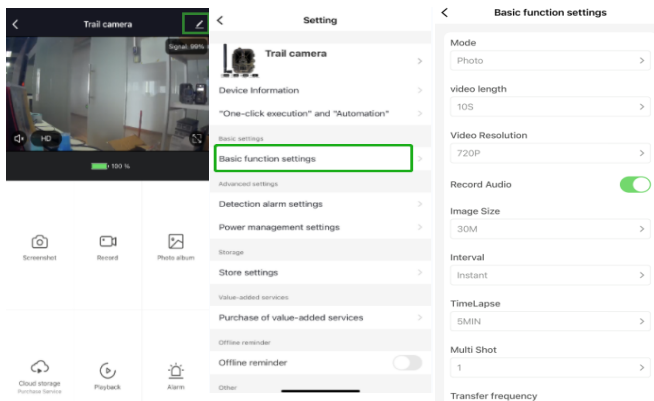 Trail camera
Signal: 99%
HD
100 %
Screenshot
Record
Photo album
Cloud storage
Purchase Service
Playback
Alarm
Setting
Trail camera
Device Information
"One-click execution" and "Automation"
Basic settings
Basic function settings
Advanced settings
Detection alarm settings
Power management settings
Storage
Store settings
Value-added services
Purchase of value-added services
Offline reminder
Offline reminder
Other
Basic function settings
Mode
Photo
video length
10S
Video Resolution
720P
Record Audio
Image Size
30M
Interval
Instant
TimeLapse
5MIN
Multi Shot
1
Transfer frequency